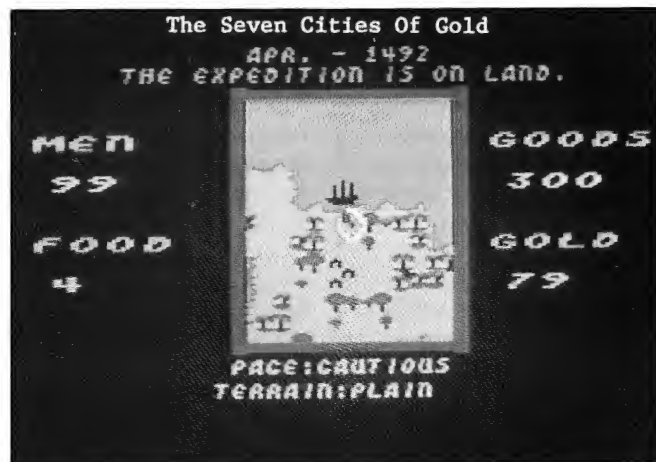 The Seven Cities Of Gold
APR. - 1492
THE EXPEDITION IS ON LAND.
MEN
99
FOOD
4
GOODS
300
GOLD
79
PACE:CAUTIOUS
TERRAIN:PLAIN